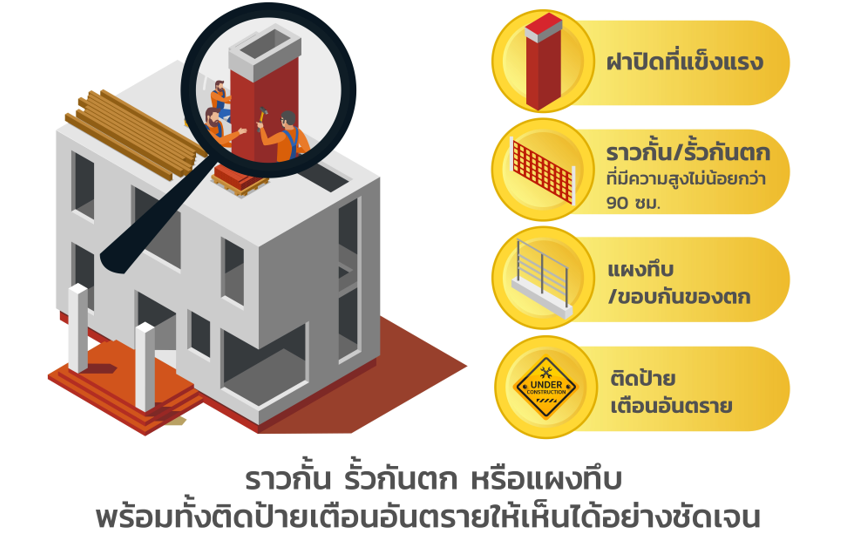 ฝาปิดที่แข็งแรง
ราวกั้น/รั้วกันตก
ที่มีความสูงไม่น้อยกว่า
90 ซม.
แผงทึบ
/ขอบกันของตก
UNDER
CONSTRUCTION
ติดป้าย
เตือนอันตราย
ราวกั้น รั้วกันตก หรือแผงทึบ
พร้อมทั้งติดป้ายเตือนอันตรายให้เห็นได้อย่างชัดเจน